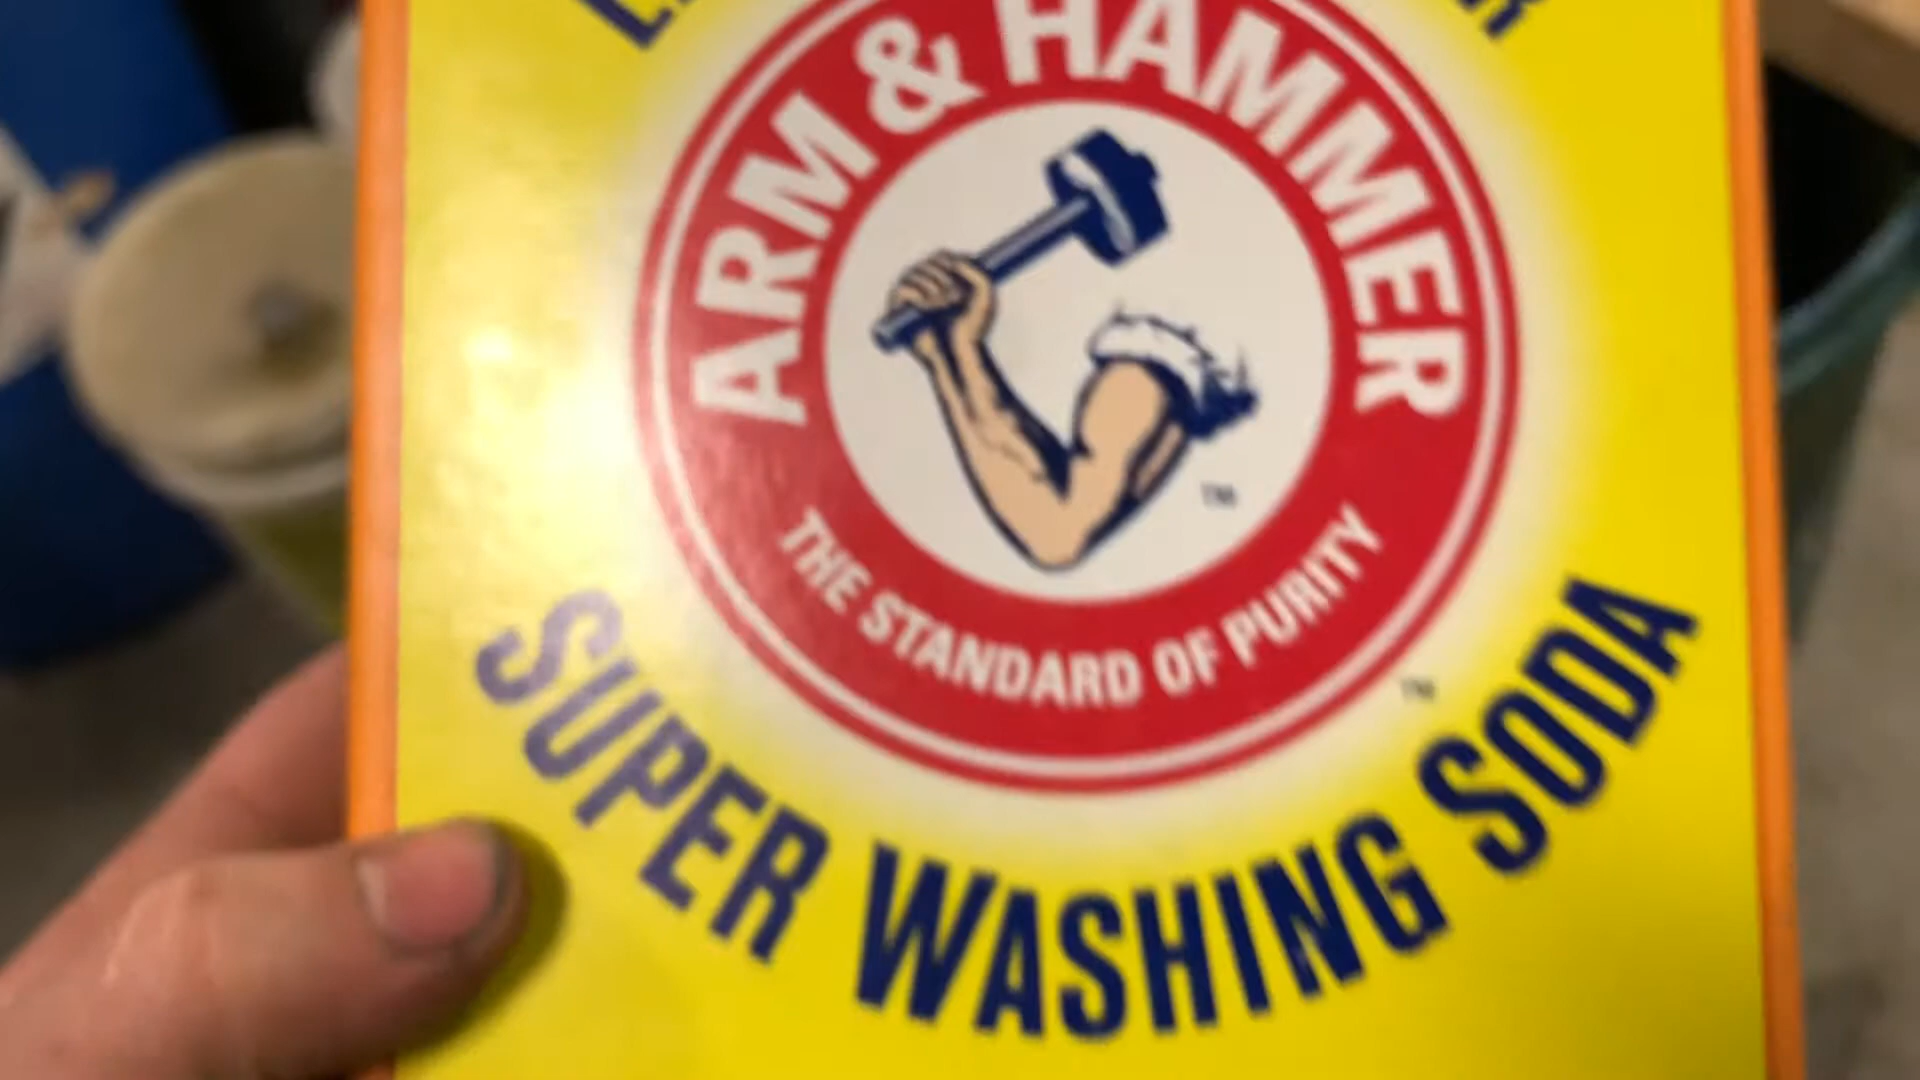 ARM & HAMMER
™
THE STANDARD OF PURITY
™
SUPER WASHING SODA